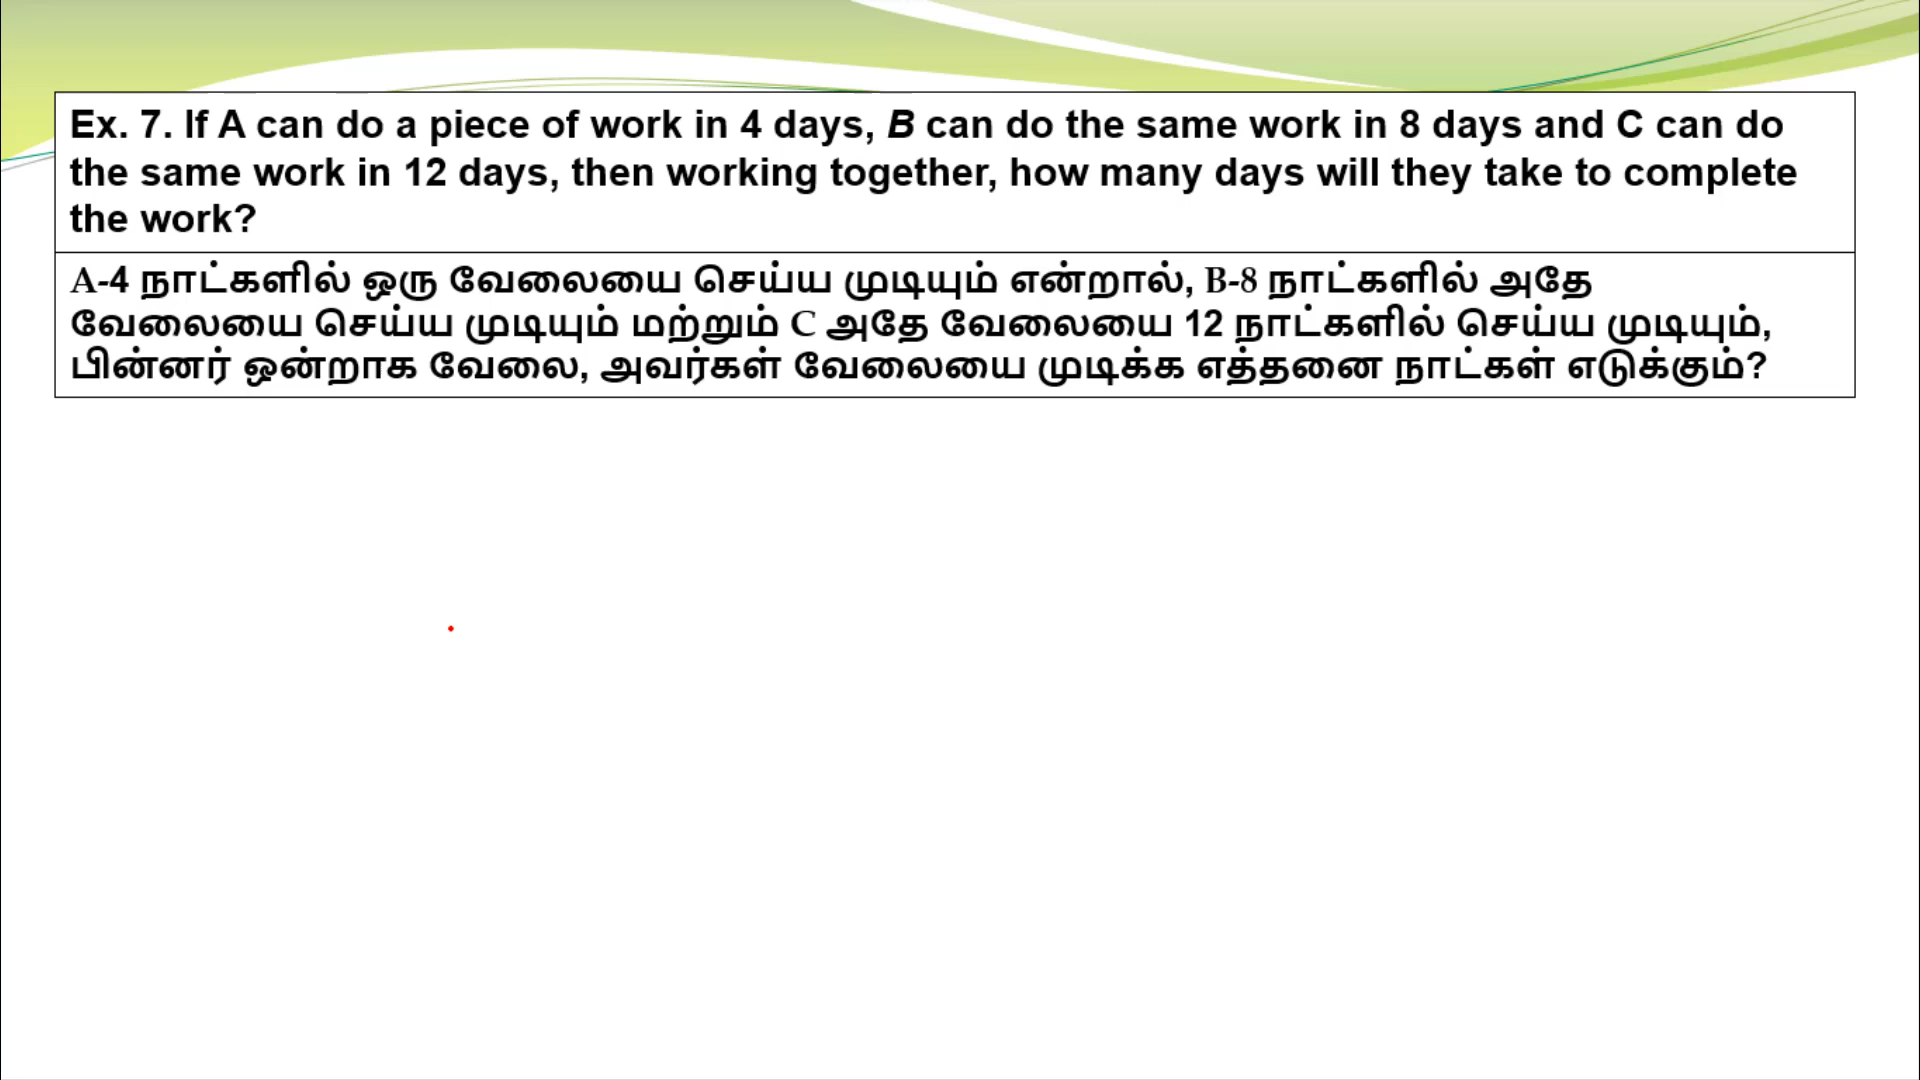 Ex. 7. If A can do a piece of work in 4 days, B can do the same work in 8 days and C can do
the same work in 12 days, then working together, how many days will they take to complete
the work?
A-4 நாட்களில் ஒரு வேலையை செய்ய முடியும் என்றால், B-8 நாட்களில் அதே
வேலையை செய்ய முடியும் மற்றும் C அதே வேலையை 12 நாட்களில் செய்ய முடியும்,
பின்னர் ஒன்றாக வேலை, அவர்கள் வேலையை முடிக்க எத்தனை நாட்கள் எடுக்கும்?